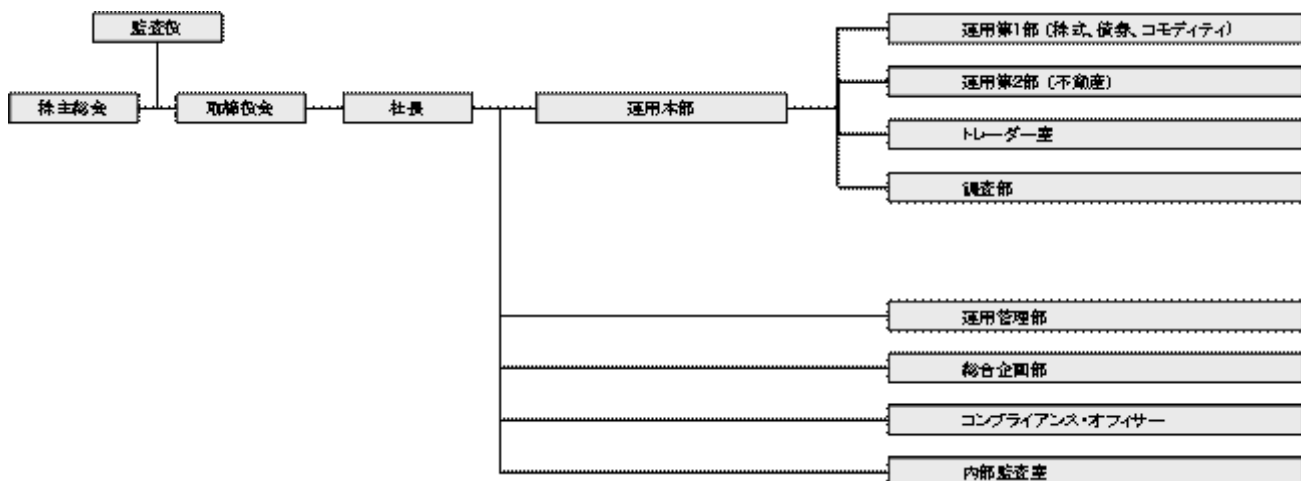 監査役
株主総会
取締役会
社長
運用本部
運用第1部（株式、債券、コモディティ）
運用第2部（不動産）
トレーダー室
調査部
運用管理部
総合企画部
コンプライアンス・オフィサー
内部監査室